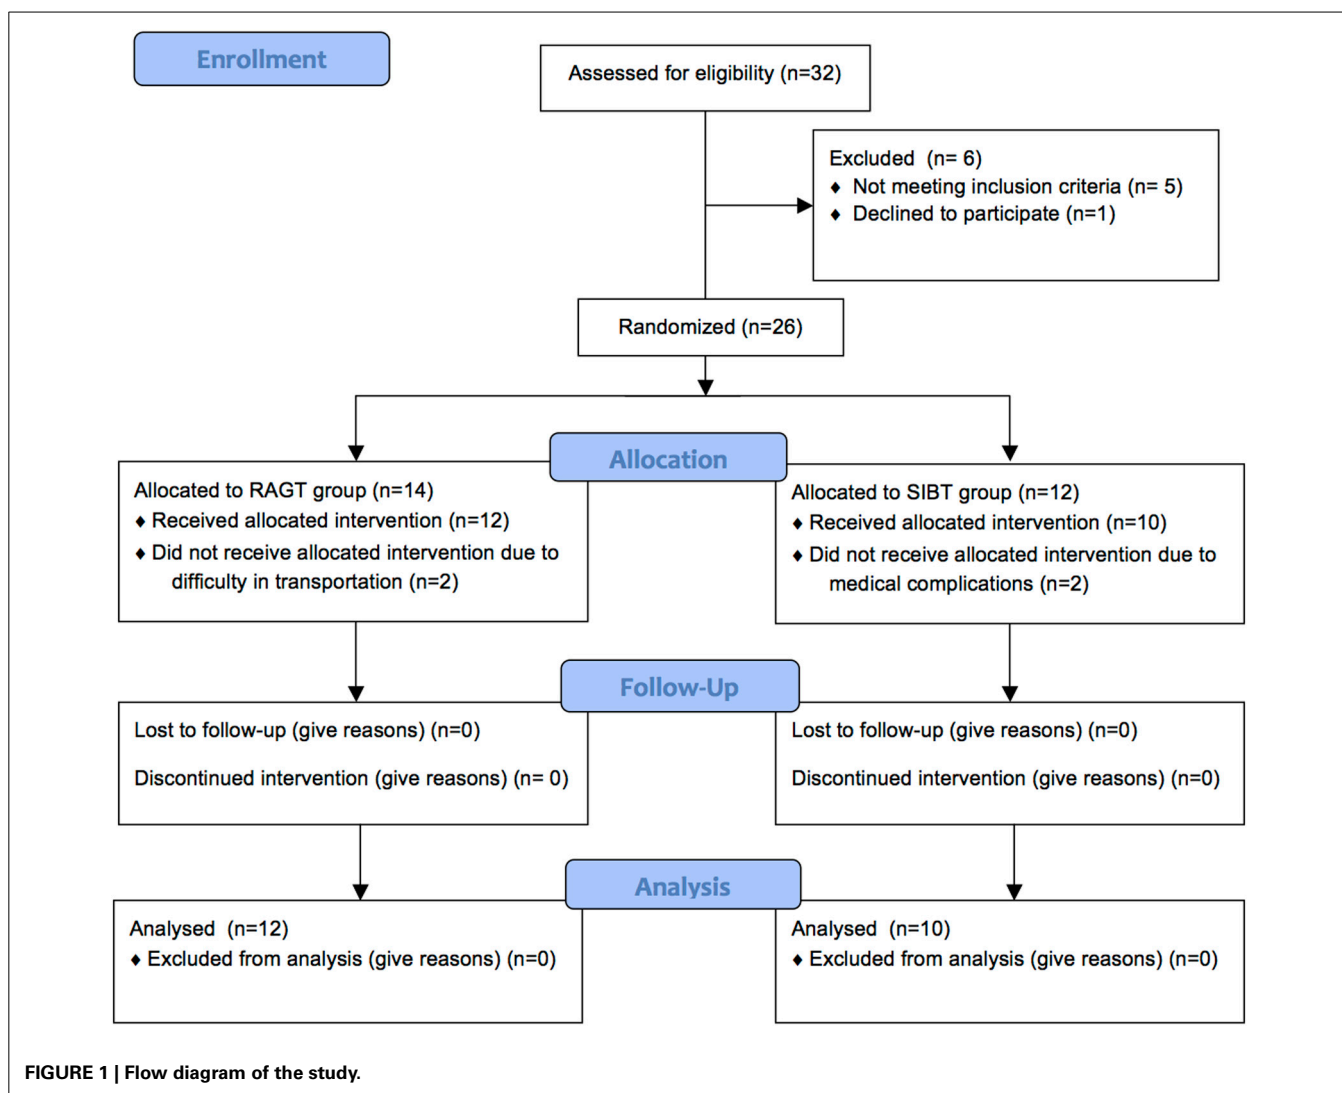 Enrollment
Assessed for eligibility (n=32)
Excluded (n= 6)
♦ Not meeting inclusion criteria (n= 5)
♦ Declined to participate (n=1)
Randomized (n=26)
Allocation
Allocated to RAGT group (n=14)
♦ Received allocated intervention (n=12)
♦ Did not receive allocated intervention due to
difficulty in transportation (n=2)
Allocated to SIBT group (n=12)
♦ Received allocated intervention (n=10)
♦ Did not receive allocated intervention due to
medical complications (n=2)
Follow-Up
Lost to follow-up (give reasons) (n=0)
Discontinued intervention (give reasons) (n= 0)
Lost to follow-up (give reasons) (n=0)
Discontinued intervention (give reasons) (n=0)
Analysis
Analysed (n=12)
♦ Excluded from analysis (give reasons) (n=0)
Analysed (n=10)
♦ Excluded from analysis (give reasons) (n=0)
FIGURE 1 | Flow diagram of the study.